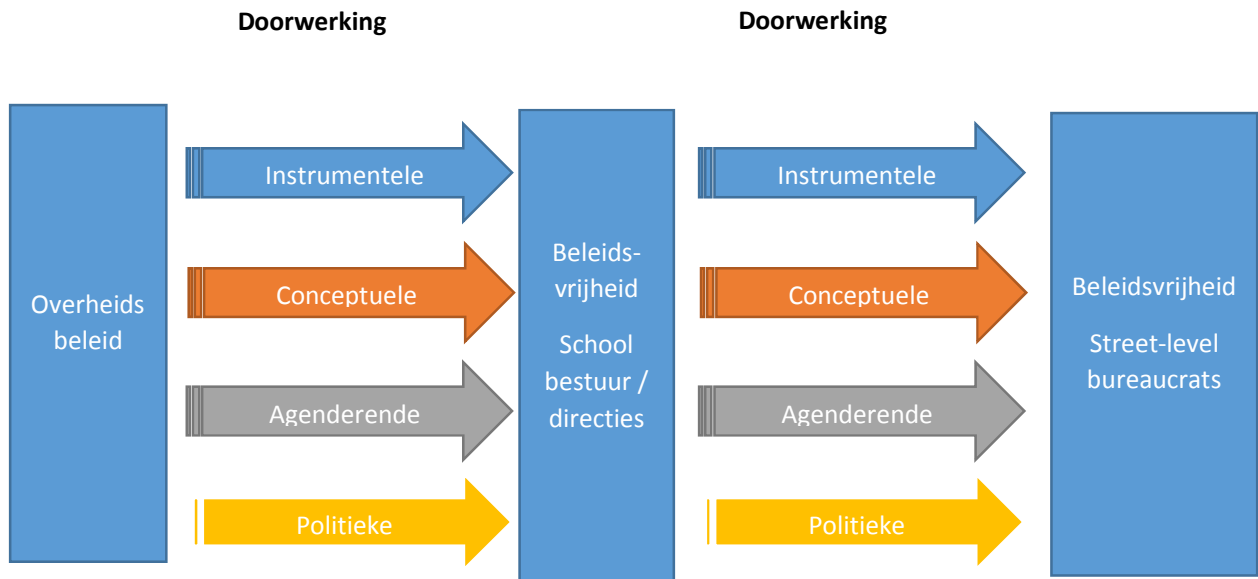 Doorwerking
Doorwerking
Overheids
beleid
Instrumentele
Conceptuele
Agenderende
Politieke
Beleids-
vrijheid
School
bestuur /
directies
Instrumentele
Conceptuele
Agenderende
Politieke
Beleidsvrijheid
Street-level
bureaucrats